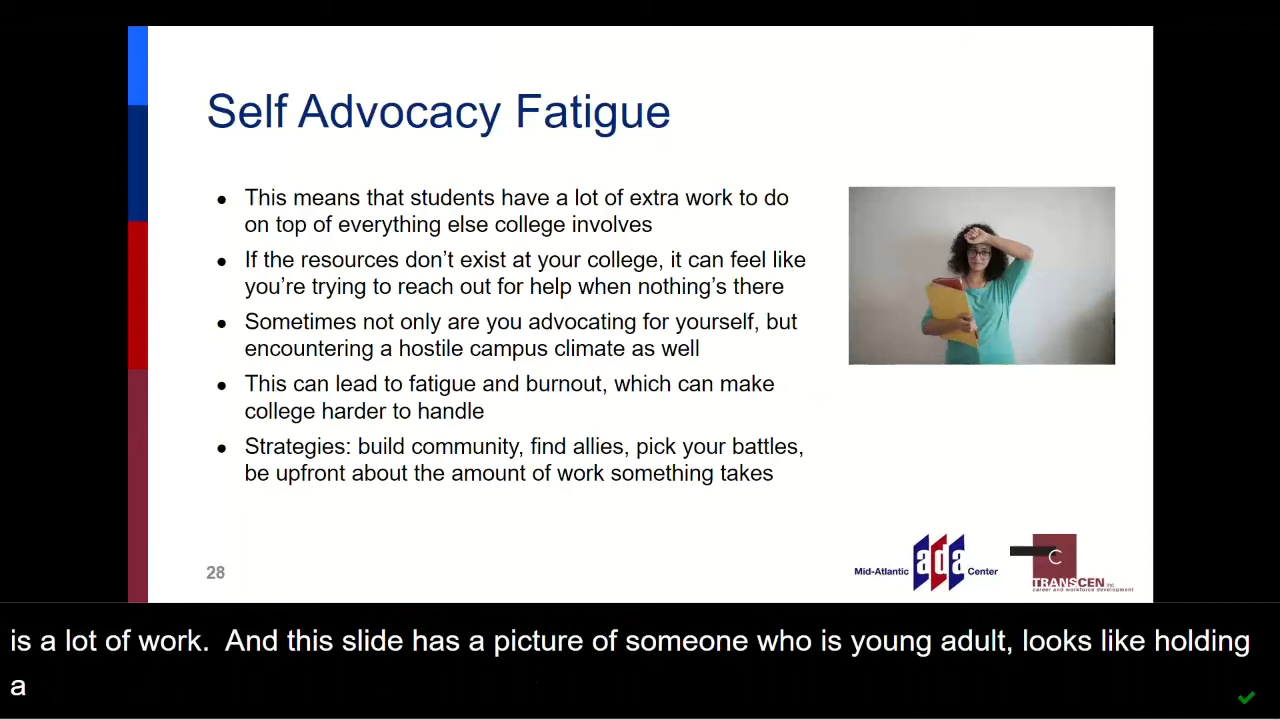 Self Advocacy Fatigue
● This means that students have a lot of extra work to do
on top of everything else college involves
● If the resources don’t exist at your college, it can feel like
you’re trying to reach out for help when nothing’s there
● Sometimes not only are you advocating for yourself, but
encountering a hostile campus climate as well
● This can lead to fatigue and burnout, which can make
college harder to handle
● Strategies: build community, find allies, pick your battles,
be upfront about the amount of work something takes
28
Mid-Atlantic ada Center
C
TRANSCEN inc.
career and workforce development
is a lot of work.  And this slide has a picture of someone who is young adult, looks like holding
a